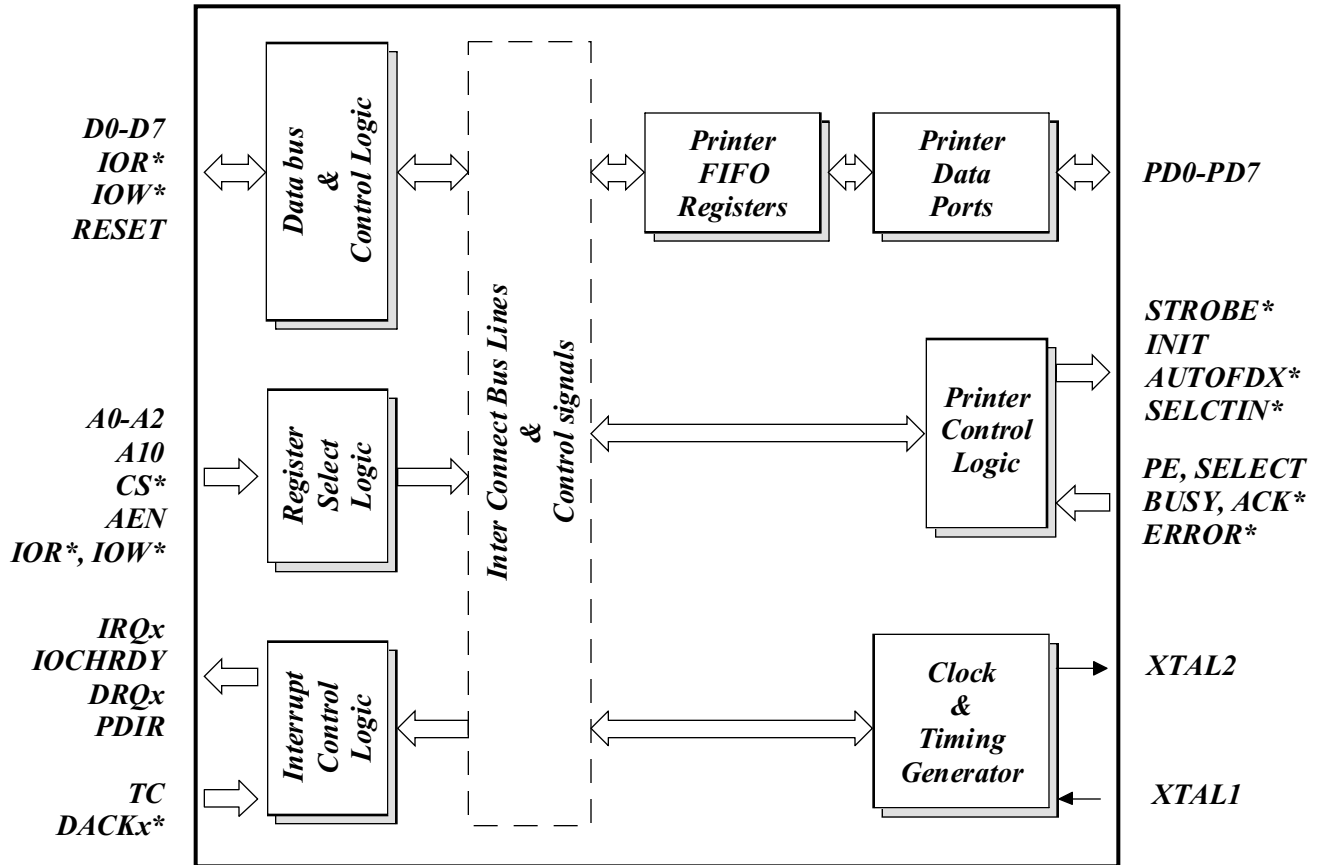 D0-D7
IOR*
IOW*
RESET
Data bus
&
Control Logic
A0-A2
A10
CS*
AEN
IOR*, IOW*
Register
Select
Logic
IRQx
IOCHRDY
DRQx
PDIR
TC
DACKx*
Interrupt
Control
Logic
Inter Connect Bus Lines
&
Control signals
Printer
FIFO
Registers
Printer
Data
Ports
PD0-PD7
Printer
Control
Logic
STROBE*
INIT
AUTOFDX*
SELCTIN*
PE, SELECT
BUSY, ACK*
ERROR*
Clock
&
Timing
Generator
XTAL2
XTAL1